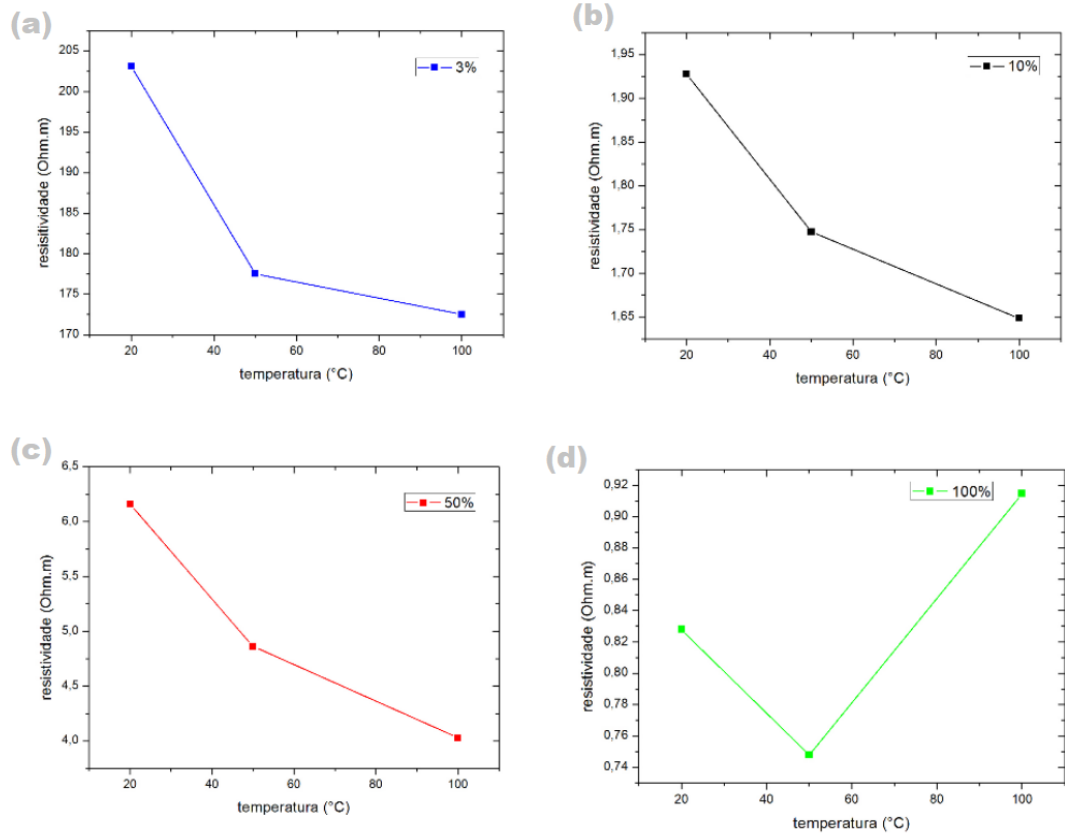 (a)
205
200
195
190
185
180
175
170
20 40 60 80 100
resisitividade (Ohm.m)
temperatura (°C)
3%
(b)
1,95
1,90
1,85
1,80
1,75
1,70
1,65
20 40 60 80 100
resistividade (Ohm.m)
temperatura (°C)
10%
(c)
6,5
6,0
5,5
5,0
4,5
4,0
20 40 60 80 100
resistividade (Ohm.m)
temperatura (°C)
50%
(d)
0,92
0,90
0,88
0,86
0,84
0,82
0,80
0,78
0,76
0,74
20 40 60 80 100
resistividade (Ohm.m)
temperatura (°C)
100%